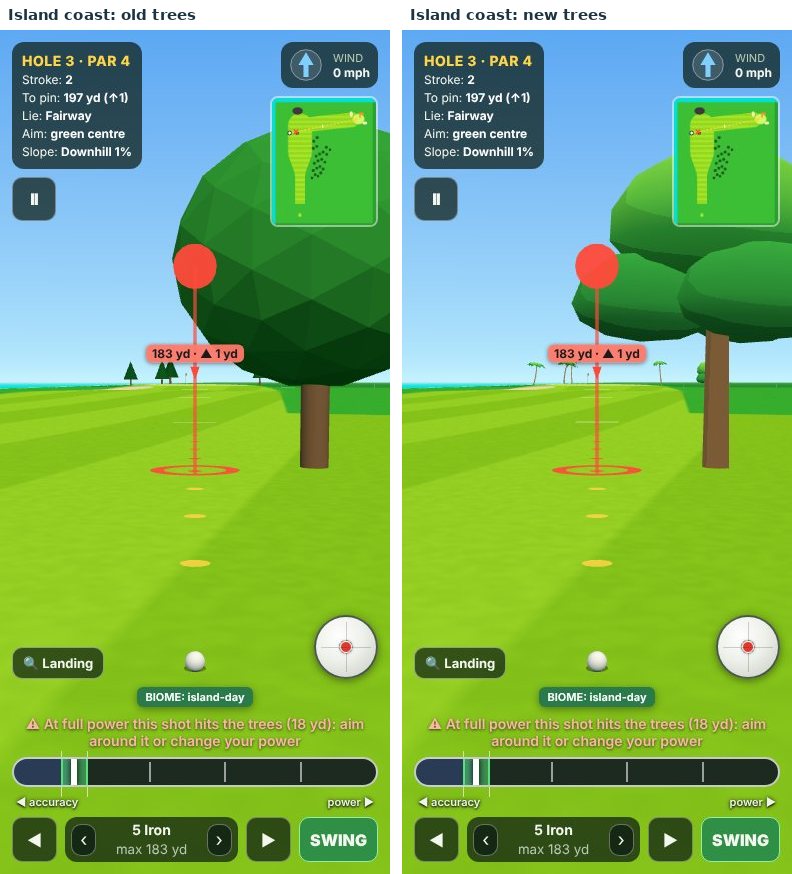 Island coast: old trees
HOLE 3 · PAR 4
Stroke: 2
To pin: 197 yd (↑1)
Lie: Fairway
Aim: green centre
Slope: Downhill 1%
WIND
0 mph
183 yd · ▲ 1 yd
🔍 Landing
BIOME: island-day
⚠ At full power this shot hits the trees (18 yd): aim
around it or change your power
◀ accuracy
power ▶
5 Iron
max 183 yd
SWING
Island coast: new trees
HOLE 3 · PAR 4
Stroke: 2
To pin: 197 yd (↑1)
Lie: Fairway
Aim: green centre
Slope: Downhill 1%
WIND
0 mph
183 yd · ▲ 1 yd
🔍 Landing
BIOME: island-day
⚠ At full power this shot hits the trees (18 yd): aim
around it or change your power
◀ accuracy
power ▶
5 Iron
max 183 yd
SWING